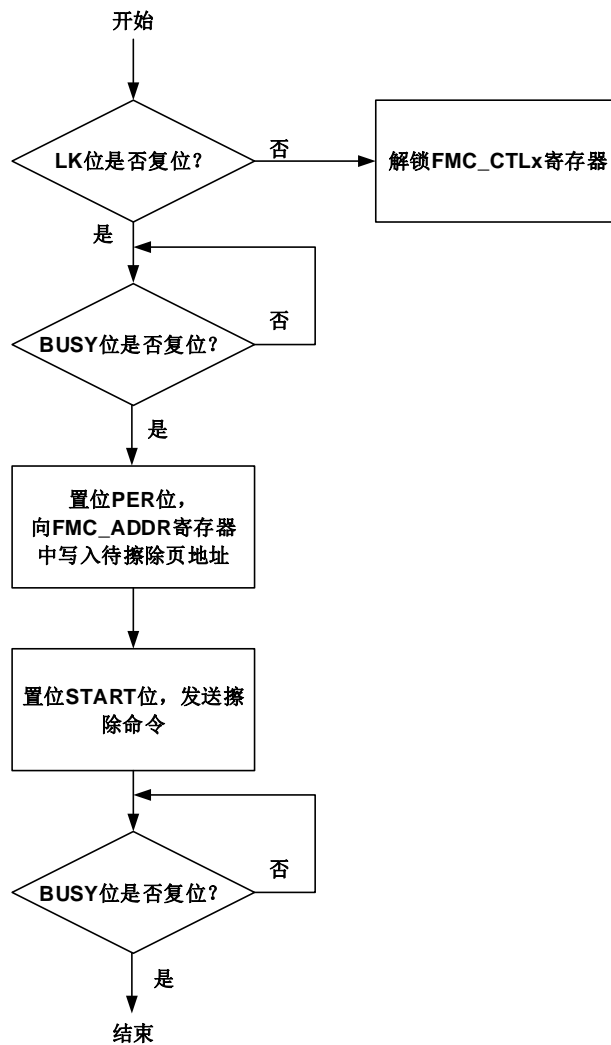 开始
LK位是否复位？
否
解锁FMC_CTLx寄存器
是
BUSY位是否复位？
否
是
置位PER位，
向FMC_ADDR寄存器
中写入待擦除页地址
置位START位，发送擦
除命令
BUSY位是否复位？
否
是
结束